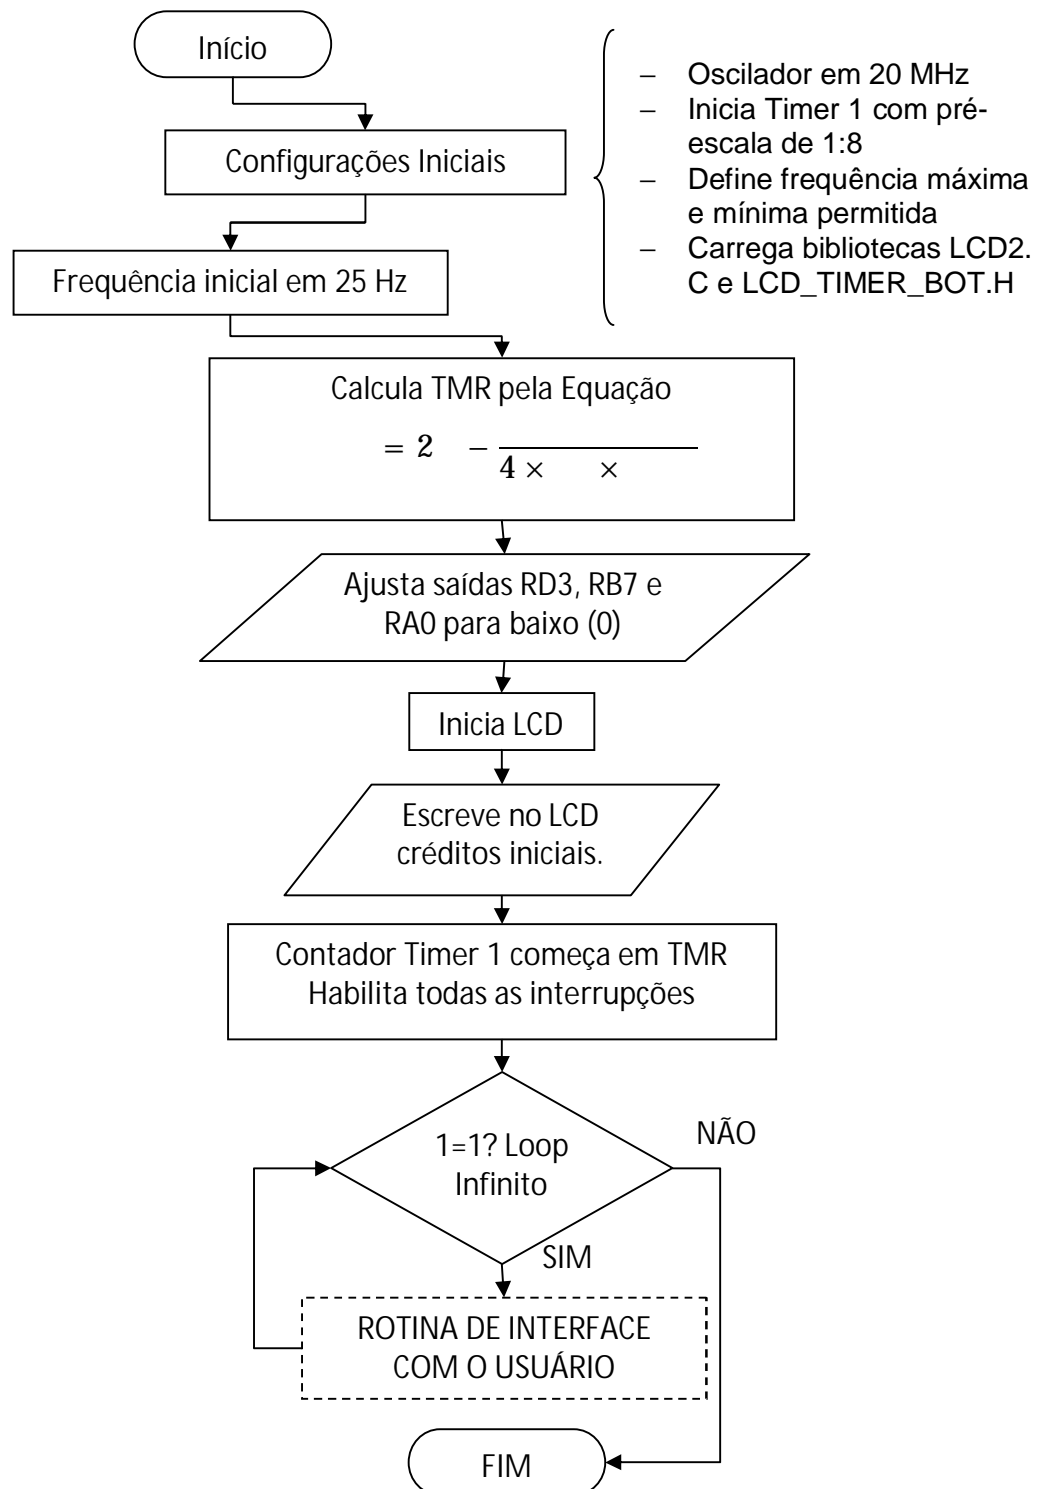 Início
Configurações Iniciais
Frequência inicial em 25 Hz
– Oscilador em 20 MHz
– Inicia Timer 1 com pré-
escala de 1:8
– Define frequência máxima
e mínima permitida
– Carrega bibliotecas LCD2.
C e LCD_TIMER_BOT.H
Calcula TMR pela Equação
= 2 −
4 × ×
Ajusta saídas RD3, RB7 e
RA0 para baixo (0)
Inicia LCD
Escreve no LCD
créditos iniciais.
Contador Timer 1 começa em TMR
Habilita todas as interrupções
1=1? Loop
Infinito
NÃO
SIM
ROTINA DE INTERFACE
COM O USUÁRIO
FIM